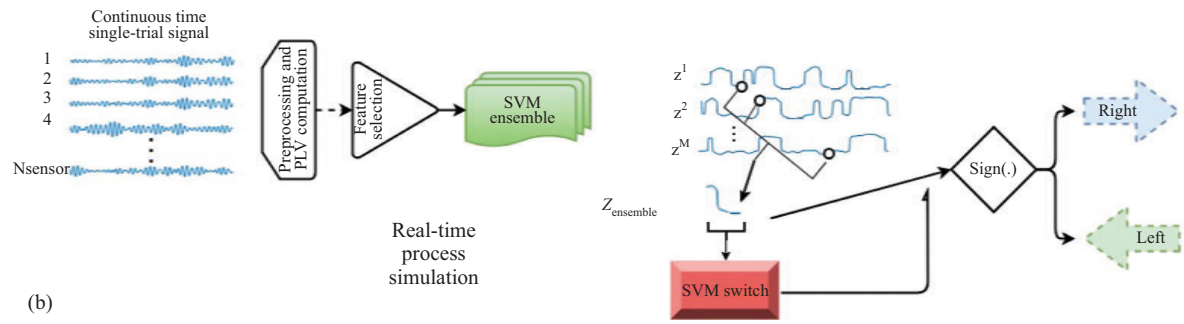 Continuous time
single-trial signal
1
2
3
4
Nsensor
Preprocessing and
PLV computation
Feature
selection
SVM
ensemble
Real-time
process
simulation
(b)
z1
z2
zM
Zensemble
SVM switch
Sign(.)
Right
Left